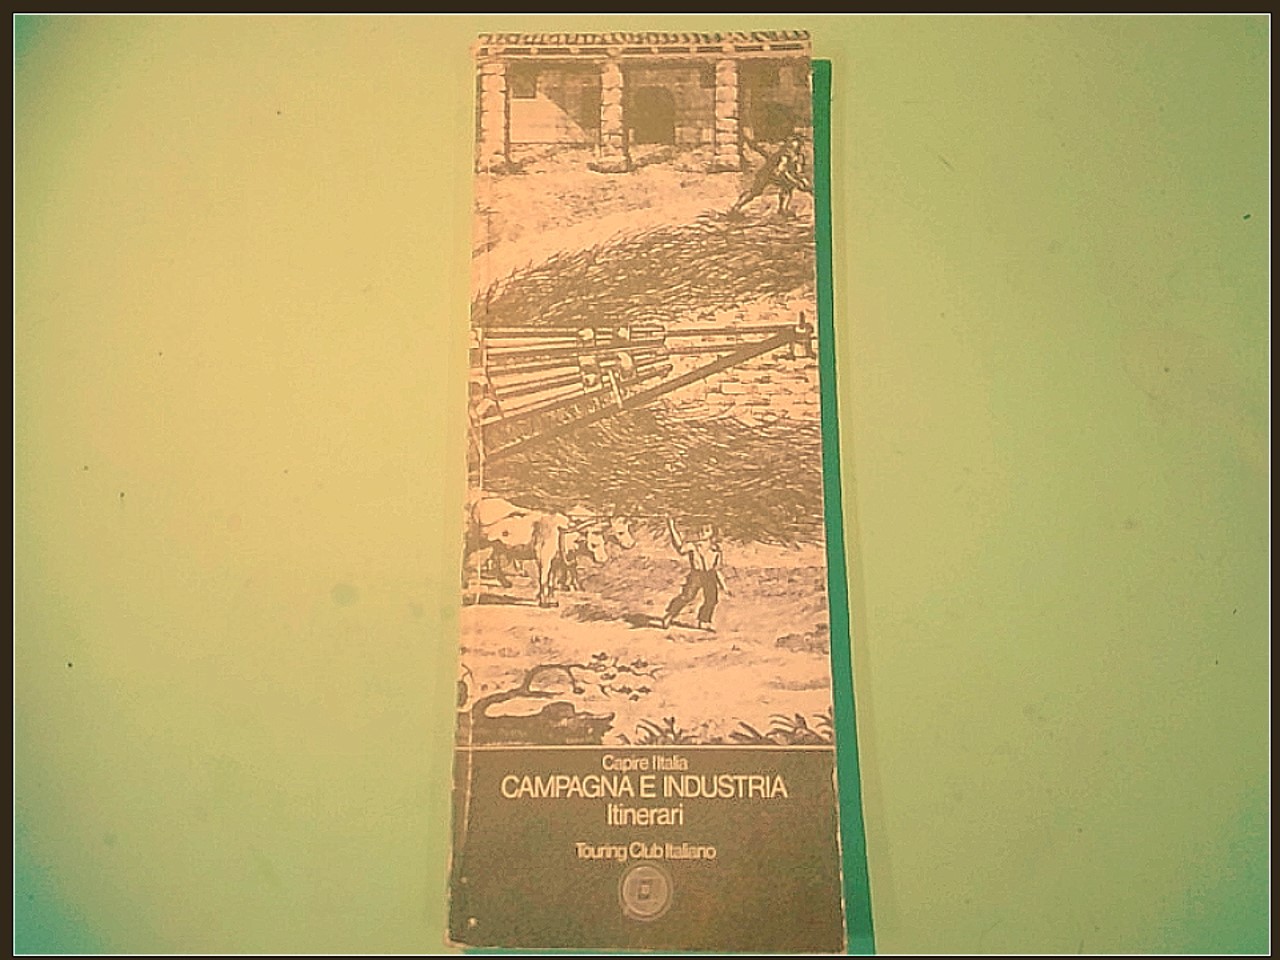 Capire l'Italia
CAMPAGNA E INDUSTRIA
Itinerari
Touring Club Italiano